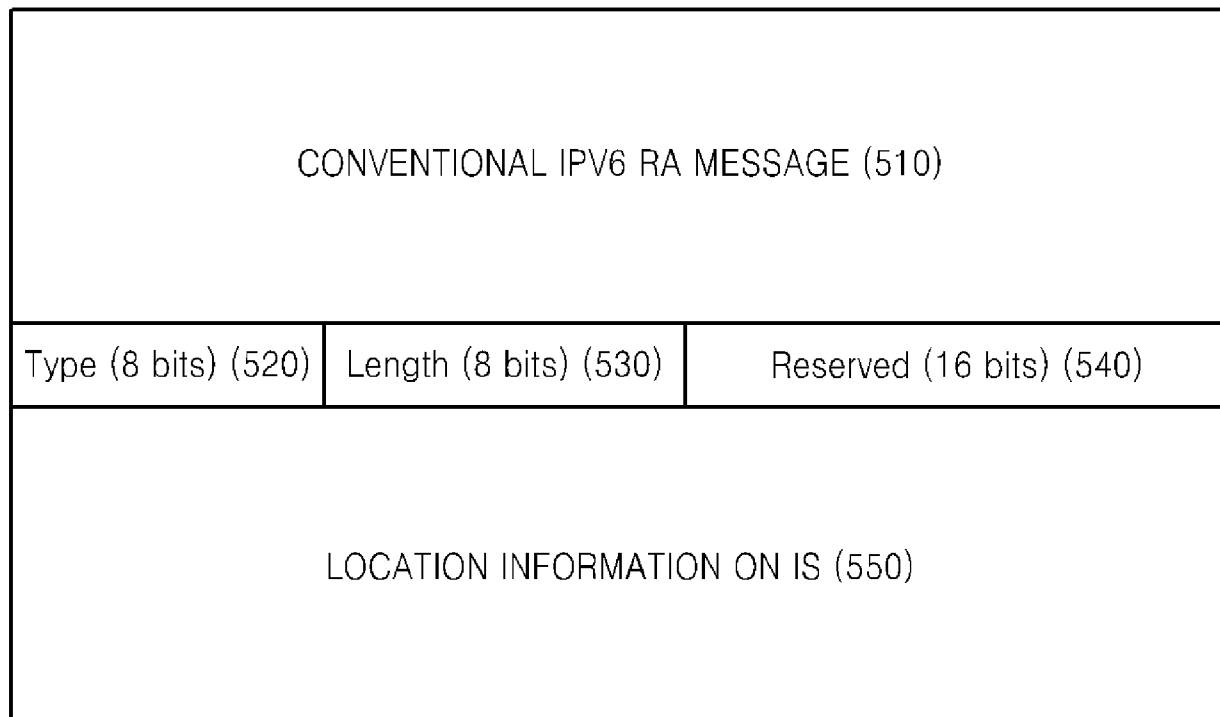 CONVENTIONAL IPV6 RA MESSAGE (510)
Type (8 bits) (520) Length (8 bits) (530) Reserved (16 bits) (540)
LOCATION INFORMATION ON IS (550)